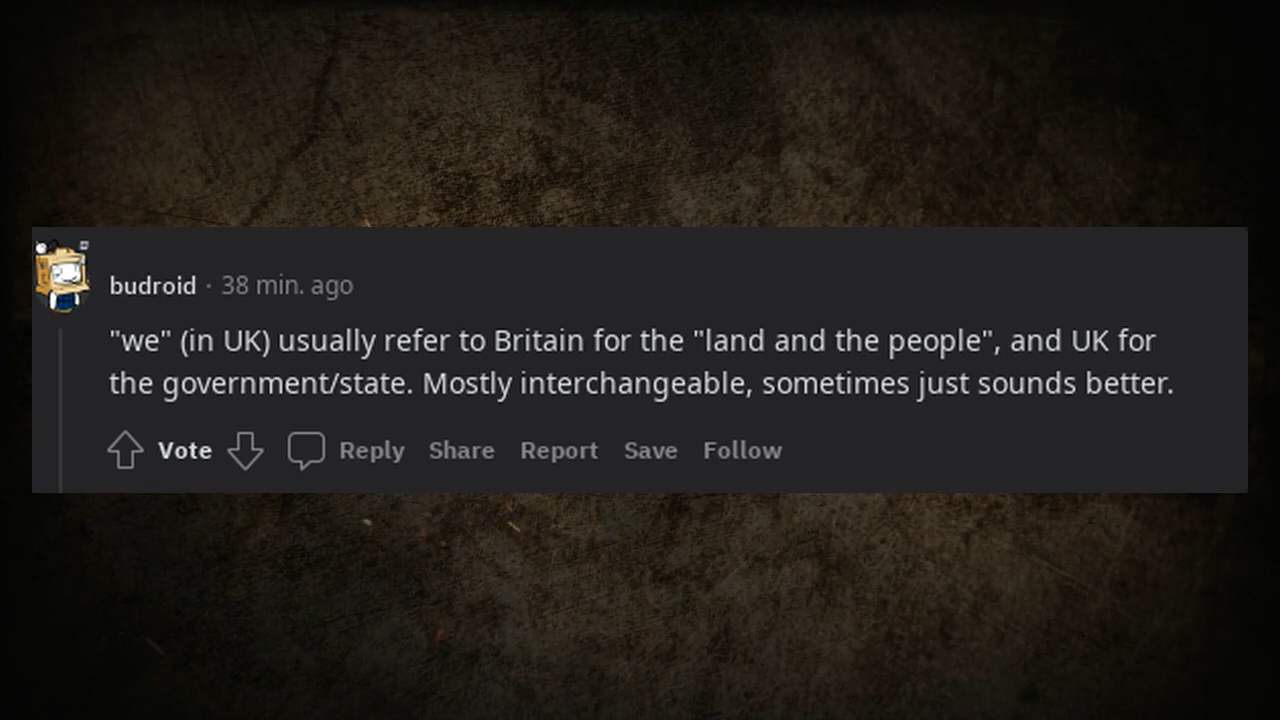 budroid · 38 min. ago
"we" (in UK) usually refer to Britain for the "land and the people", and UK for
the government/state. Mostly interchangeable, sometimes just sounds better.
Vote Reply Share Report Save Follow